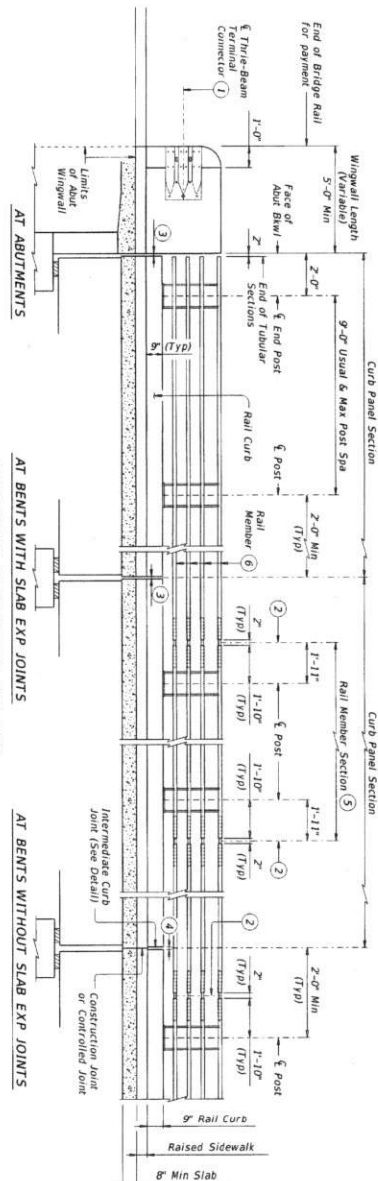 End of Bridge Rail
for payment
Wingwall Length
(Variable)
5'-0" Min
Curb Panel Section
Curb Panel Section
℄ Thrie-Beam
Terminal
Connector
1
1'-0"
Face of
Abut Bkwl
2"
2'-0"
9'-0" Usual & Max Post Spa
2'-0" Min
(Typ)
Rail Member Section 5
2'-0" Min
(Typ)
End of Tubular
Sections
℄ End Post
℄ Post
Rail
Member
6
2
2"
(Typ)
1'-11"
1'-10"
(Typ)
℄ Post
1'-10"
(Typ)
1'-11"
2"
(Typ)
2
2
2"
(Typ)
1'-10"
(Typ)
℄ Post
3
9" (Typ)
Rail Curb
3
4
Intermediate Curb
Joint (See Detail)
Construction Joint
or Controlled Joint
9" Rail Curb
Raised Sidewalk
8" Min Slab
Limits
of Abut
Wingwall
AT ABUTMENTS
AT BENTS WITH SLAB EXP JOINTS
AT BENTS WITHOUT SLAB EXP JOINTS